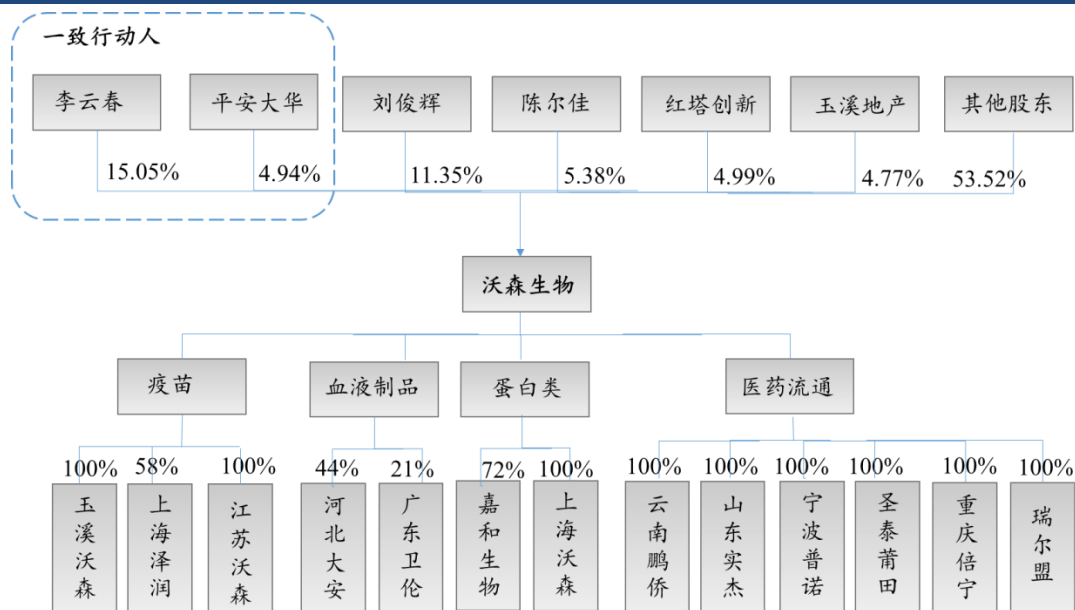 一致行动人
李云春
平安大华
刘俊辉
陈尔佳
红塔创新
玉溪地产
其他股东
15.05%
4.94%
11.35%
5.38%
4.99%
4.77%
53.52%
沃森生物
疫苗
血液制品
蛋白类
医药流通
100%
58%
100%
44%
21%
72%
100%
100%
100%
100%
100%
100%
100%
玉溪沃森
上海泽润
江苏沃森
河北大安
广东卫伦
嘉和生物
上海沃森
云南鹏侨
山东实杰
宁波普诺
圣泰莆田
重庆倍宁
瑞尔盟